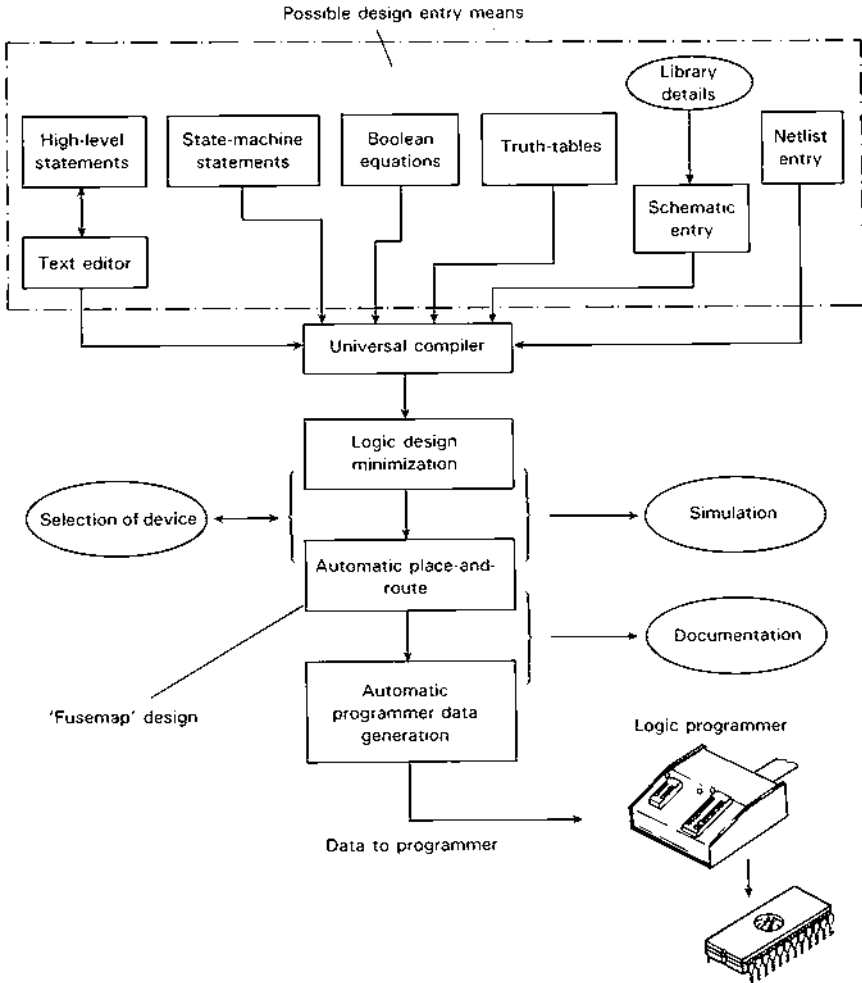 Possible design entry means
Library
details
High-level
statements
State-machine
statements
Boolean
equations
Truth-tables
Netlist
entry
Schematic
entry
Text editor
Universal compiler
Logic design
minimization
Selection of device
Simulation
Automatic place-and-
route
Documentation
'Fusemap' design
Automatic
programmer data
generation
Logic programmer
Data to programmer